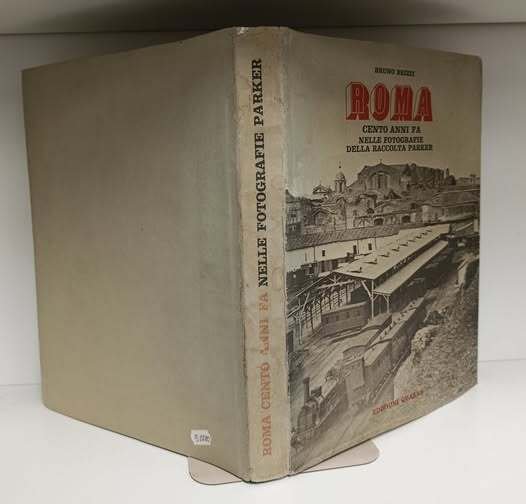 BRUNO BRIZZI
ROMA
CENTO ANNI FA
NELLE FOTOGRAFIE
DELLA RACCOLTA PARKER
EDIZIONE QUASAR
ROMA CENTO ANNI FA NELLE FOTOGRAFIE PARKER